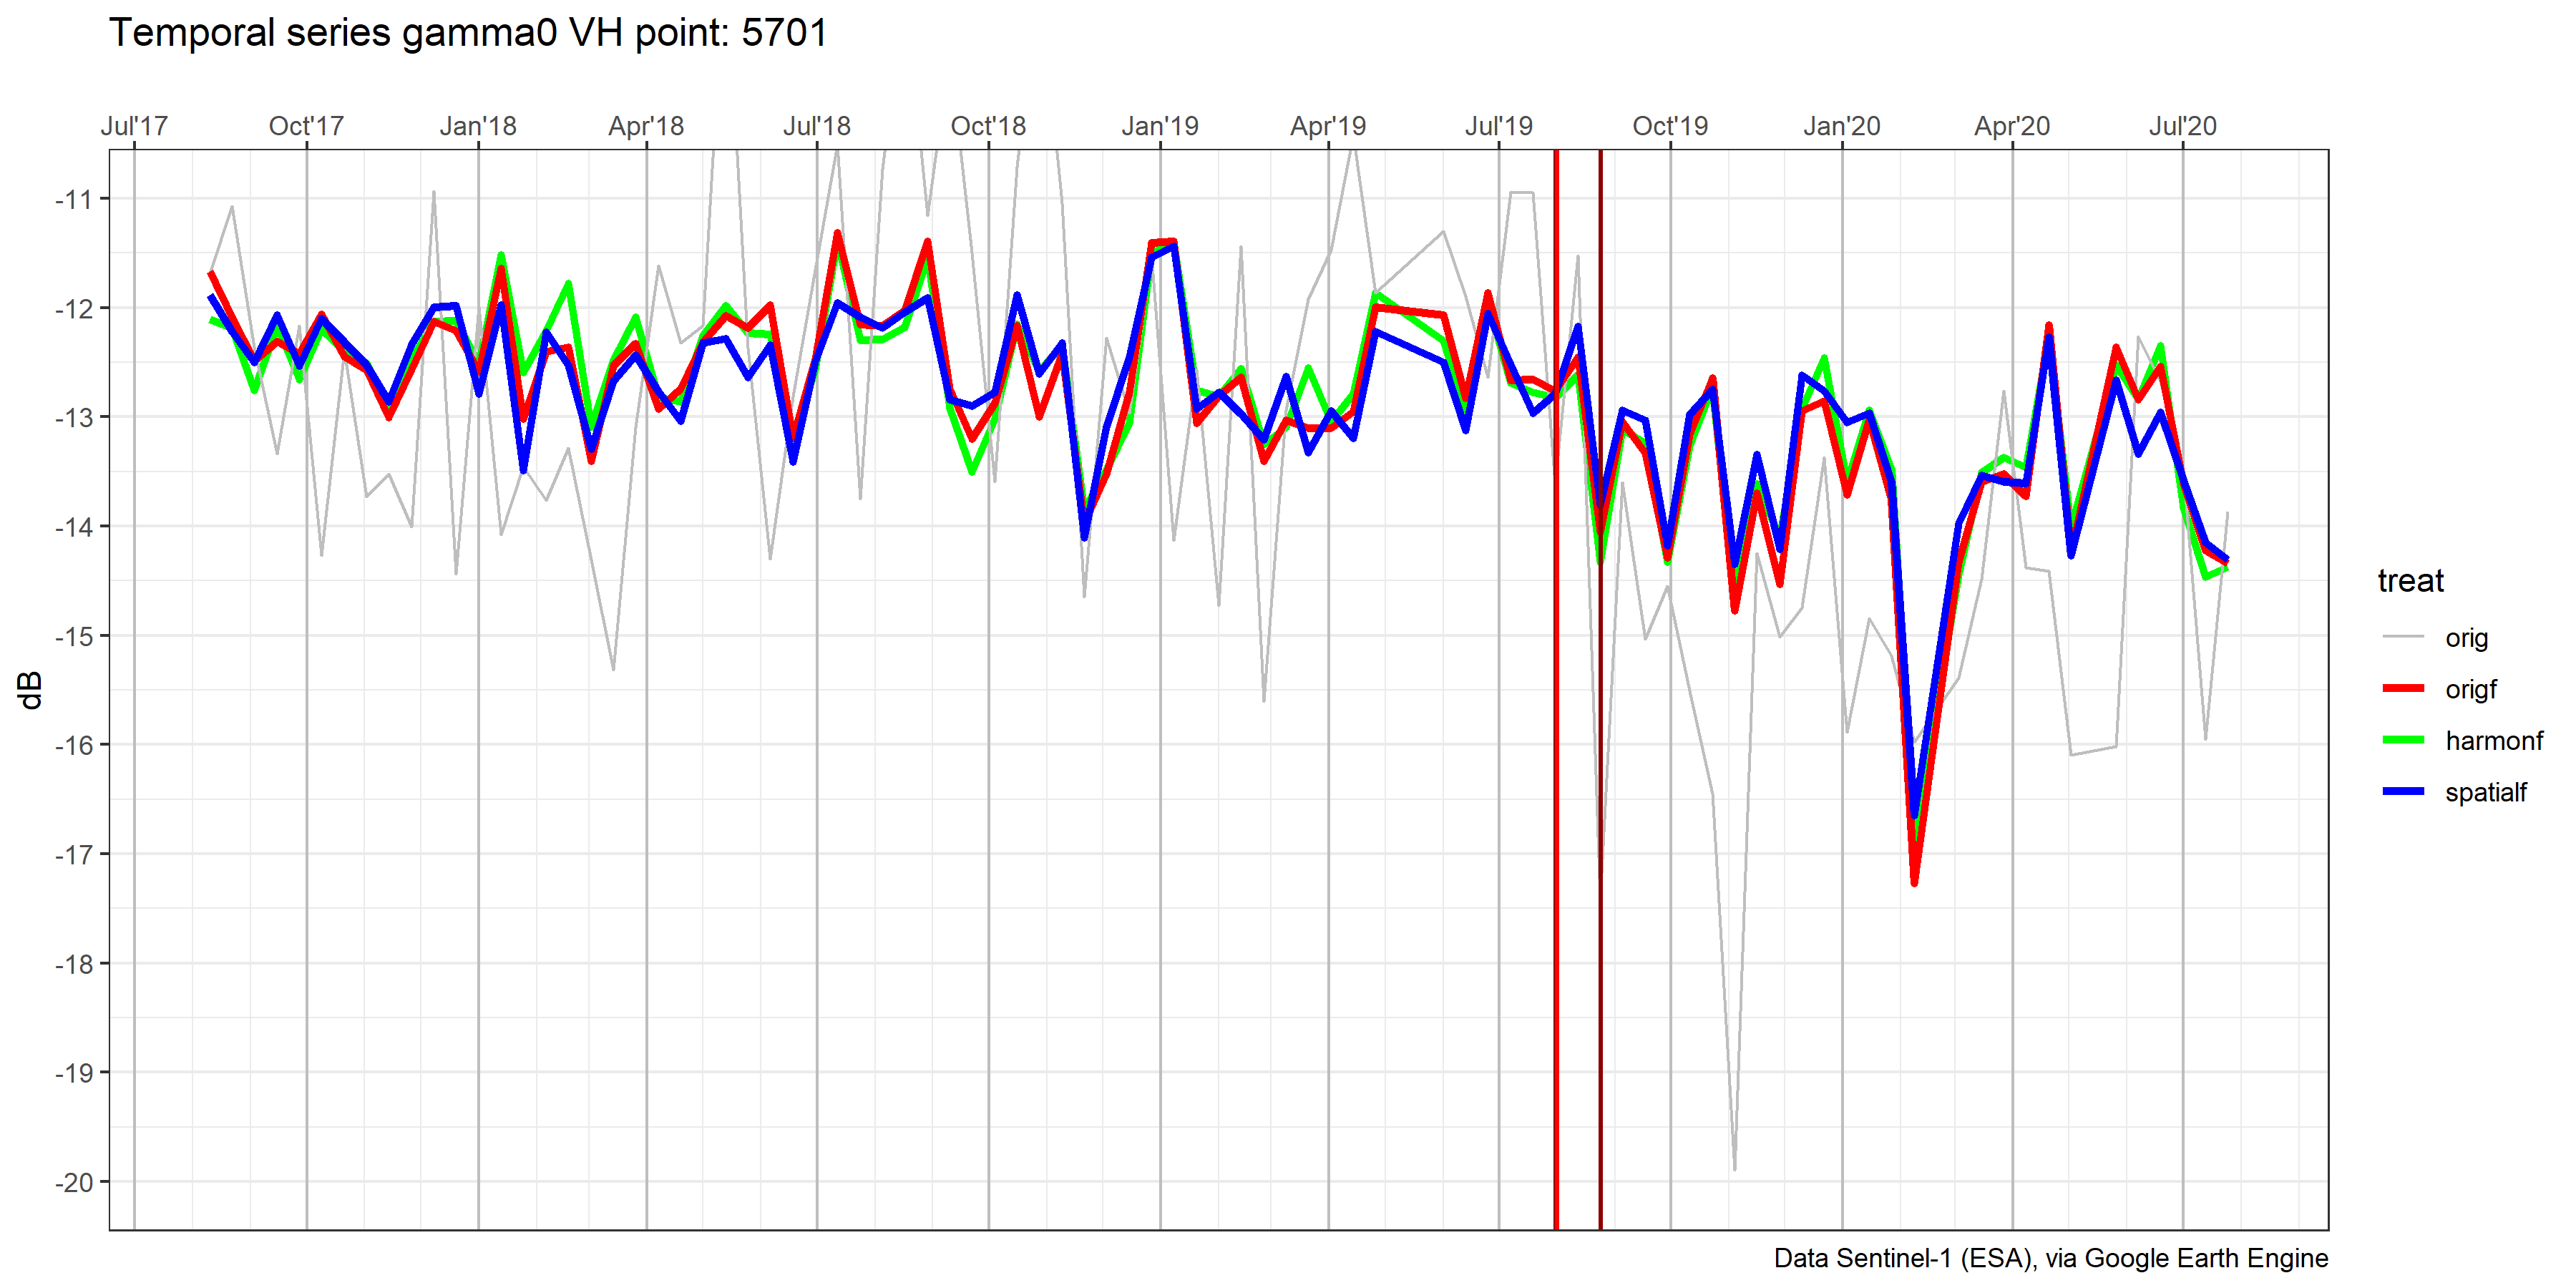 Temporal series gamma0 VH point: 5701
Jul'17 Oct'17 Jan'18 Apr'18 Jul'18 Oct'18 Jan'19 Apr'19 Jul'19 Oct'19 Jan'20 Apr'20 Jul'20
-11
-12
-13
-14
-15
-16
-17
-18
-19
-20
dB
treat
orig
origf
harmonf
spatialf
Data Sentinel-1 (ESA), via Google Earth Engine